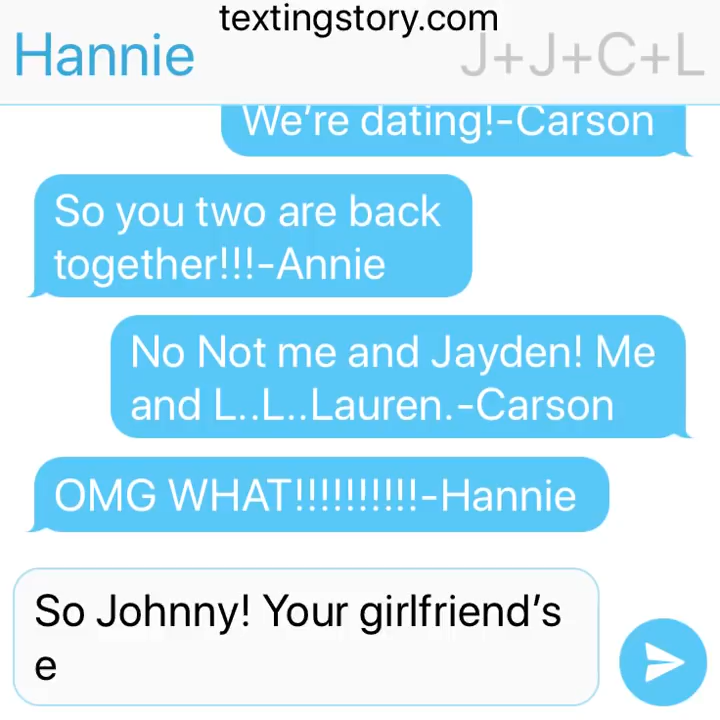 textingstory.com
Hannie
J+J+C+L
We're dating!-Carson
So you two are back
together!!!-Annie
No Not me and Jayden! Me
and L..L..Lauren.-Carson
OMG WHAT!!!!!!!!!!-Hannie
So Johnny! Your girlfriend's
e